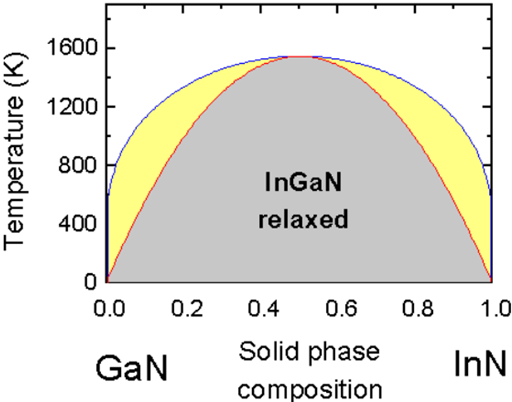 Temperature (K)
1600
1200
800
400
0
InGaN
relaxed
0.0 0.2 0.4 0.6 0.8 1.0
GaN
Solid phase
composition
InN